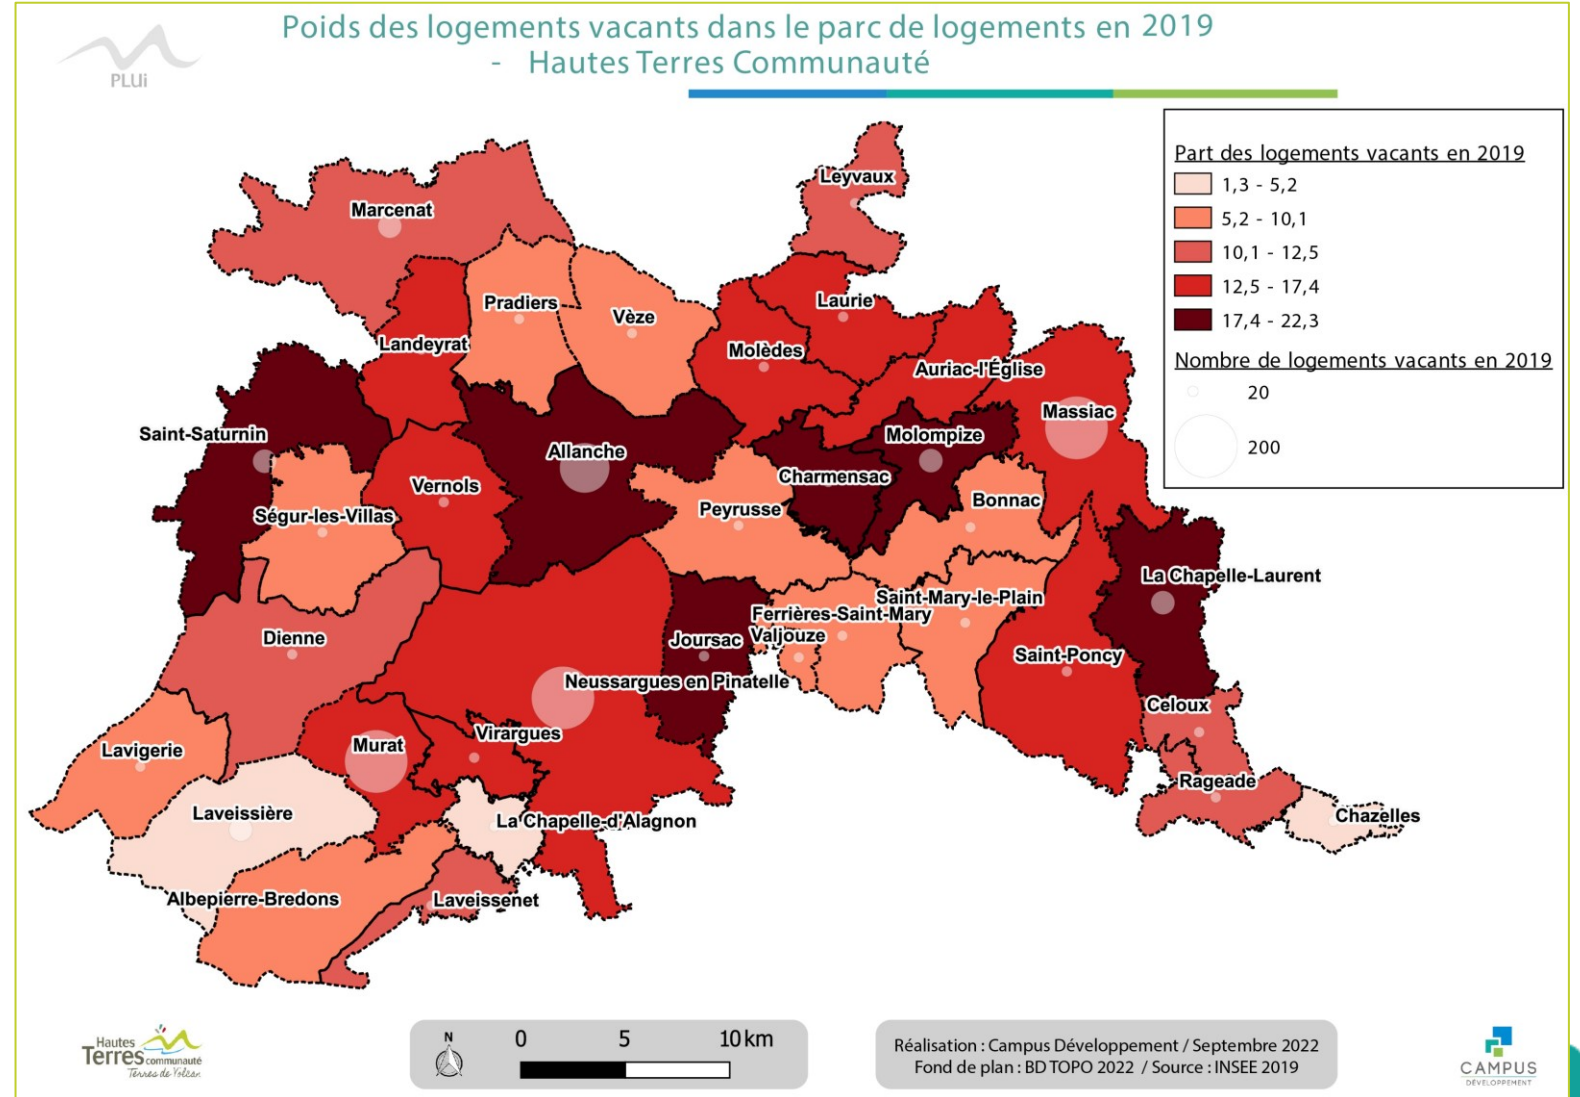 Poids des logements vacants dans le parc de logements en 2019
- Hautes Terres Communauté
PLUi
Part des logements vacants en 2019
1,3 - 5,2
5,2 - 10,1
10,1 - 12,5
12,5 - 17,4
17,4 - 22,3
Nombre de logements vacants en 2019
20
200
Leyvaux
Marcenat
Pradiers
Vèze
Laurie
Landeyrat
Molèdes
Auriac-l'Église
Massiac
Saint-Saturnin
Allanche
Molompize
Charmensac
Vernols
Ségur-les-Villas
Peyrusse
Bonnac
La Chapelle-Laurent
Saint-Mary-le-Plain
Ferrières-Saint-Mary
Dienne
Joursac
Valjouze
Saint-Poncy
Neussargues en Pinatelle
Celoux
Lavigerie
Murat
Virargues
Rageade
Laveissière
La Chapelle-d'Alagnon
Chazelles
Albepierre-Bredons
Laveissenet
Hautes
Terres communauté
Terres de Volcan
N
0 5 10 km
Réalisation : Campus Développement / Septembre 2022
Fond de plan : BD TOPO 2022 / Source : INSEE 2019
CAMPUS
DÉVELOPPEMENT